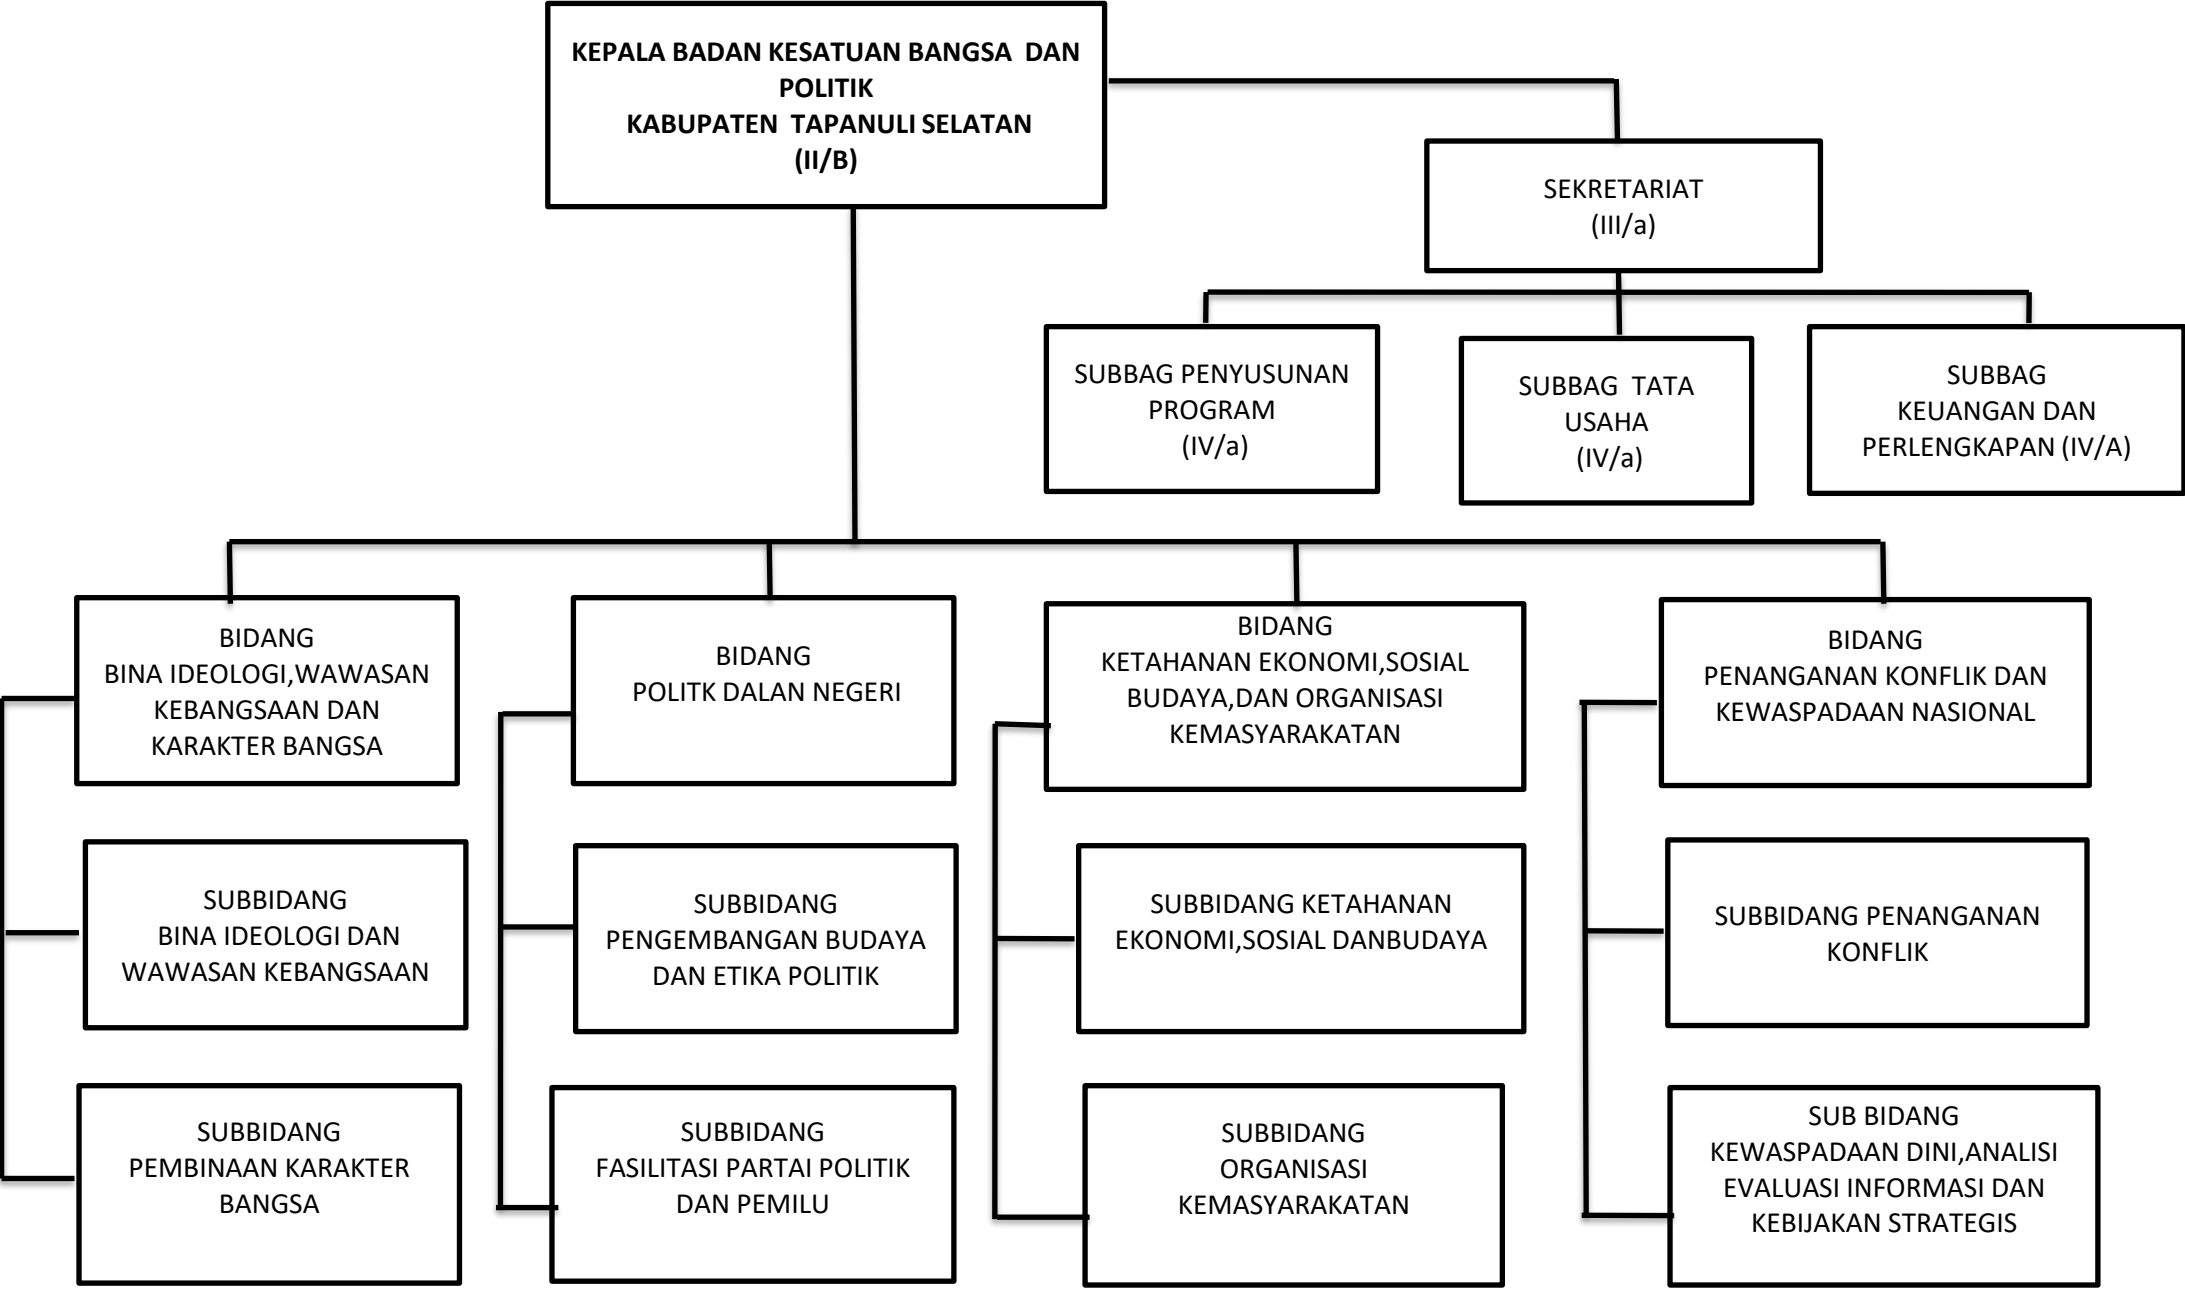 KEPALA BADAN KESATUAN BANGSA DAN
POLITIK
KABUPATEN TAPANULI SELATAN
(II/B)
SEKRETARIAT
(III/a)
SUBBAG PENYUSUNAN
PROGRAM
(IV/a)
SUBBAG TATA
USAHA
(IV/a)
SUBBAG
KEUANGAN DAN
PERLENGKAPAN (IV/A)
BIDANG
BINA IDEOLOGI,WAWASAN
KEBANGSAAN DAN
KARAKTER BANGSA
BIDANG
POLITK DALAN NEGERI
BIDANG
KETAHANAN EKONOMI,SOSIAL
BUDAYA,DAN ORGANISASI
KEMASYARAKATAN
BIDANG
PENANGANAN KONFLIK DAN
KEWASPADAAN NASIONAL
SUBBIDANG
BINA IDEOLOGI DAN
WAWASAN KEBANGSAAN
SUBBIDANG
PENGEMBANGAN BUDAYA
DAN ETIKA POLITIK
SUBBIDANG KETAHANAN
EKONOMI,SOSIAL DANBUDAYA
SUBBIDANG PENANGANAN
KONFLIK
SUBBIDANG
PEMBINAAN KARAKTER
BANGSA
SUBBIDANG
FASILITASI PARTAI POLITIK
DAN PEMILU
SUBBIDANG
ORGANISASI
KEMASYARAKATAN
SUB BIDANG
KEWASPADAAN DINI,ANALISI
EVALUASI INFORMASI DAN
KEBIJAKAN STRATEGIS